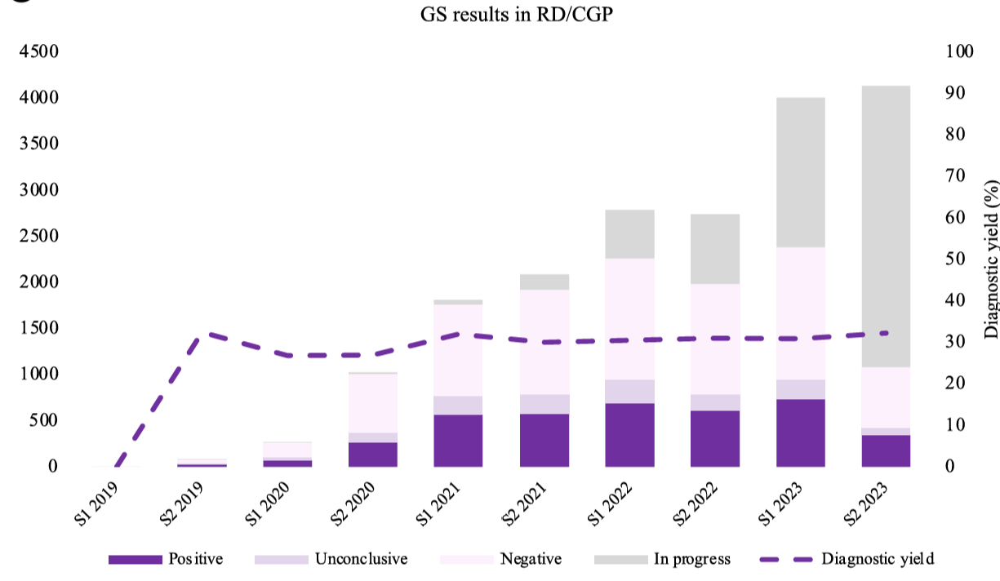 GS results in RD/CGP
4500
4000
3500
3000
2500
2000
1500
1000
500
0
100
90
80
70
60
50
40
30
20
10
0
Diagnostic yield (%)
S1 2019
S2 2019
S1 2020
S2 2020
S1 2021
S2 2021
S1 2022
S2 2022
S1 2023
S2 2023
Positive
Unconclusive
Negative
In progress
Diagnostic yield